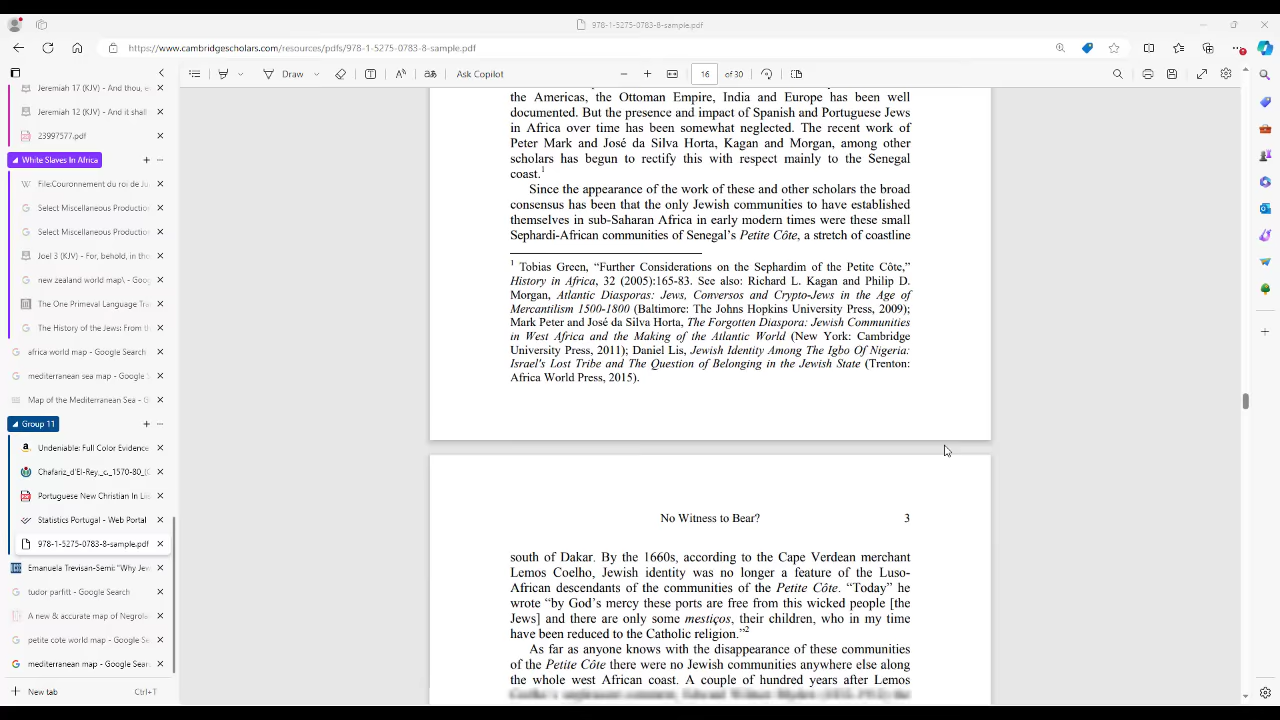 978-1-5275-0783-8-sample.pdf
https://www.cambridgescholars.com/resources/pdfs/978-1-5275-0783-8-sample.pdf
Draw
Ask Copilot
16 of 30
Jeremiah 17 (KJV) - And thou, e
Jeremiah 12 (KJV) - And it shall
23997577.pdf
White Slaves In Africa
File:Couronnement du roi de Ju
Select Miscellaneous Productio
Select Miscellaneous Productio
Joel 3 (KJV) - For, behold, in tho
new zealand world map\ - Goog
The One Primeval Language Tra
The History of the Jews: From th
africa world map - Google Search
mediterranean sea map - Google
Map of the Mediterranean Sea - G
Group 11
Undeniable: Full Color Evidence
Chafariz_d'El-Rey,_c._1570-80_(C
Portuguese New Christian In Lis
Statistics Portugal - Web Portal
978-1-5275-0783-8-sample.pdf
Emanuela Trevisan-Semi: "Why Jew
tudor parfitt - Google Search
A new & accurate map of Negrole
petite cote world map - Google Se
mediterranean map - Google Searc
New tab
Ctrl+T
the Americas, the Ottoman Empire, India and Europe has been well
documented. But the presence and impact of Spanish and Portuguese Jews
in Africa over time has been somewhat neglected. The recent work of
Peter Mark and José da Silva Horta, Kagan and Morgan, among other
scholars has begun to rectify this with respect mainly to the Senegal
coast.1
Since the appearance of the work of these and other scholars the broad
consensus has been that the only Jewish communities to have established
themselves in sub-Saharan Africa in early modern times were these small
Sephardi-African communities of Senegal's Petite Côte, a stretch of coastline
1 Tobias Green, "Further Considerations on the Sephardim of the Petite Côte,"
History in Africa, 32 (2005):165-83. See also: Richard L. Kagan and Philip D.
Morgan, Atlantic Diasporas: Jews, Conversos and Crypto-Jews in the Age of
Mercantilism 1500-1800 (Baltimore: The Johns Hopkins University Press, 2009);
Mark Peter and José da Silva Horta, The Forgotten Diaspora: Jewish Communities
in West Africa and the Making of the Atlantic World (New York: Cambridge
University Press, 2011); Daniel Lis, Jewish Identity Among The Igbo Of Nigeria:
Israel's Lost Tribe and The Question of Belonging in the Jewish State (Trenton:
Africa World Press, 2015).
No Witness to Bear?
3
south of Dakar. By the 1660s, according to the Cape Verdean merchant
Lemos Coelho, Jewish identity was no longer a feature of the Luso-
African descendants of the communities of the Petite Côte. "Today" he
wrote "by God's mercy these ports are free from this wicked people [the
Jews] and there are only some mestiços, their children, who in my time
have been reduced to the Catholic religion."2
As far as anyone knows with the disappearance of these communities
of the Petite Côte there were no Jewish communities anywhere else along
the whole west African coast. A couple of hundred years after Lemos